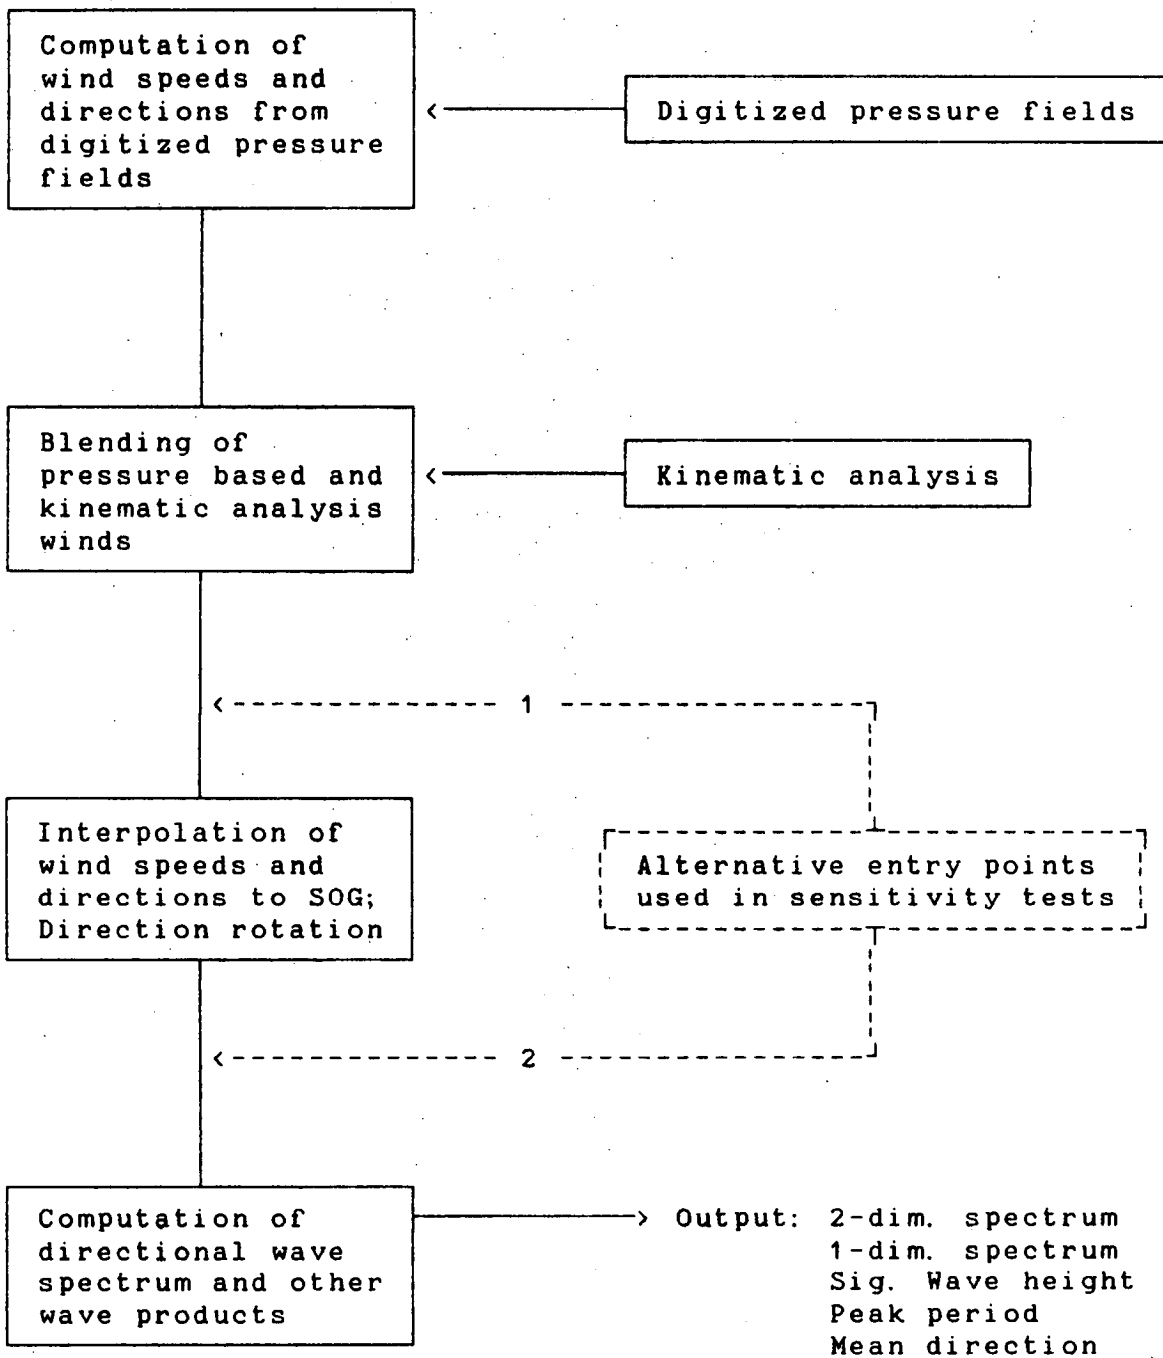 Computation of
wind speeds and
directions from
digitized pressure
fields
Digitized pressure fields
Blending of
pressure based and
kinematic analysis
winds
Kinematic analysis
1
Interpolation of
wind speeds and
directions to SOG;
Direction rotation
Alternative entry points
used in sensitivity tests
2
Computation of
directional wave
spectrum and other
wave products
Output: 2-dim. spectrum
1-dim. spectrum
Sig. Wave height
Peak period
Mean direction